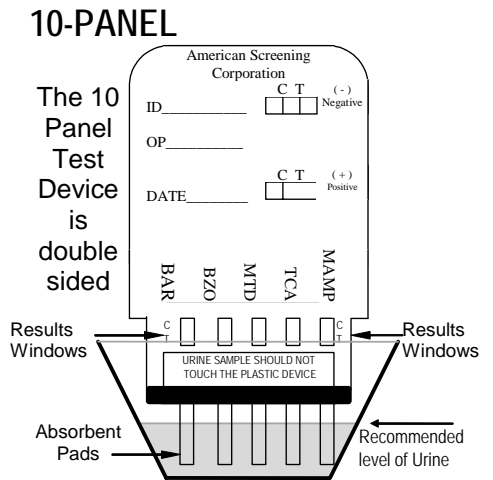 10-PANEL
The 10
Panel
Test
Device
is
double
sided
American Screening
Corporation
C T
( - )
Negative
ID___________
OP__________
C T
( + )
Positive
DATE________
BAR
BZO
MTD
TCA
MAMP
C
T
C
T
Results
Windows
Results
Windows
URINE SAMPLE SHOULD NOT
TOUCH THE PLASTIC DEVICE
Absorbent
Pads
Recommended
level of Urine